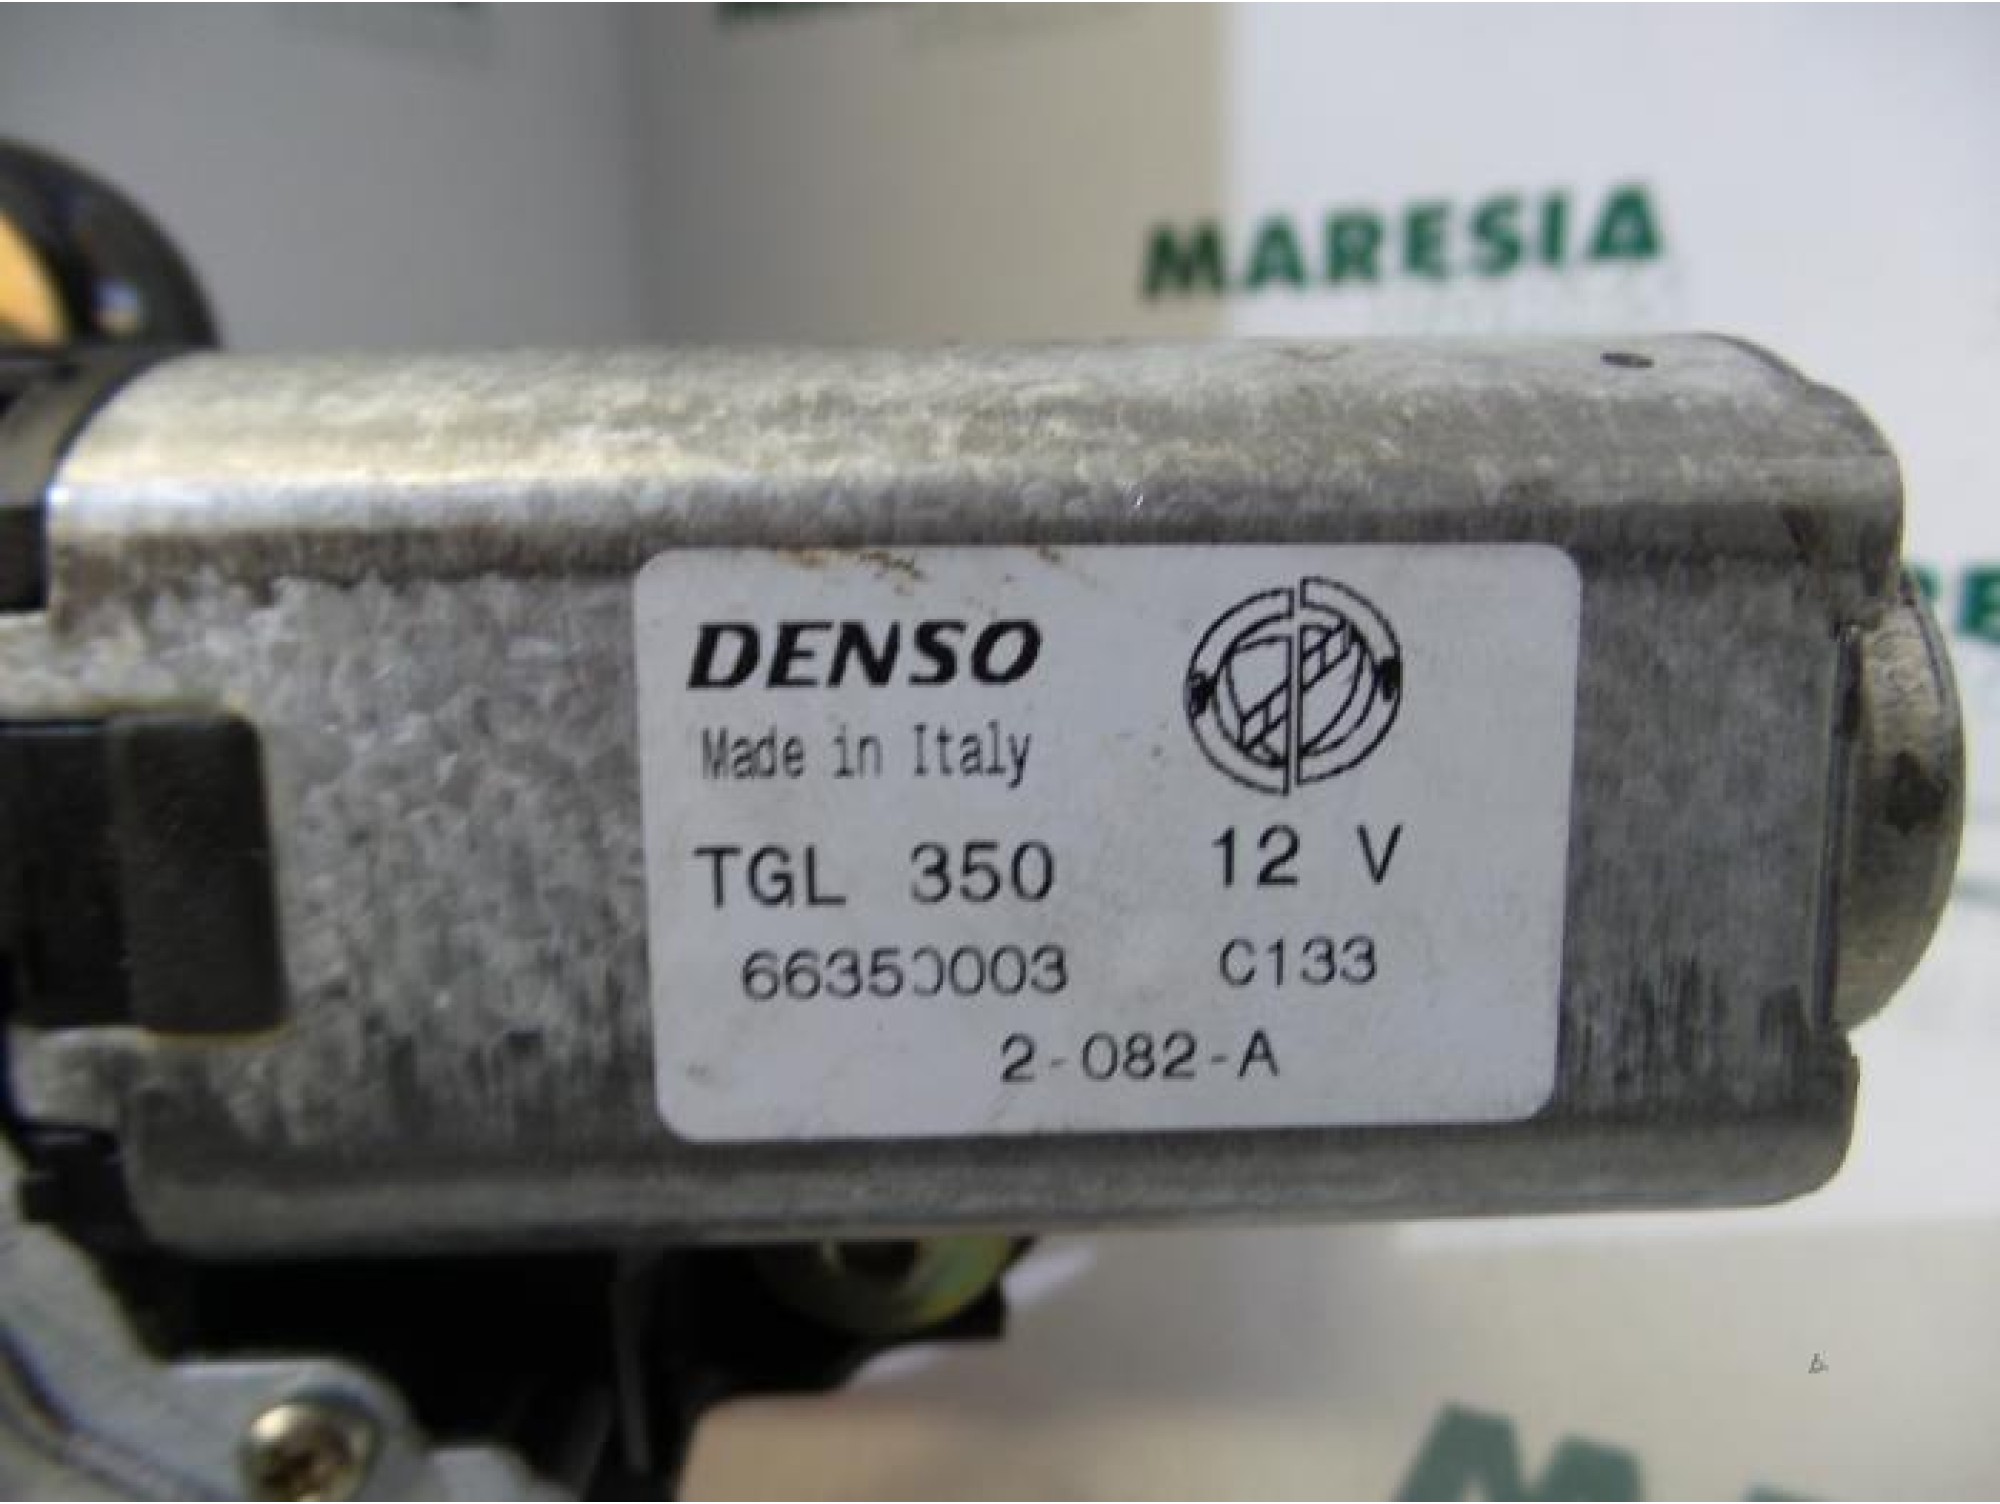 MARESIA
DENSO
Made in Italy
TGL 350 12 V
66350003 C133
2-082-A